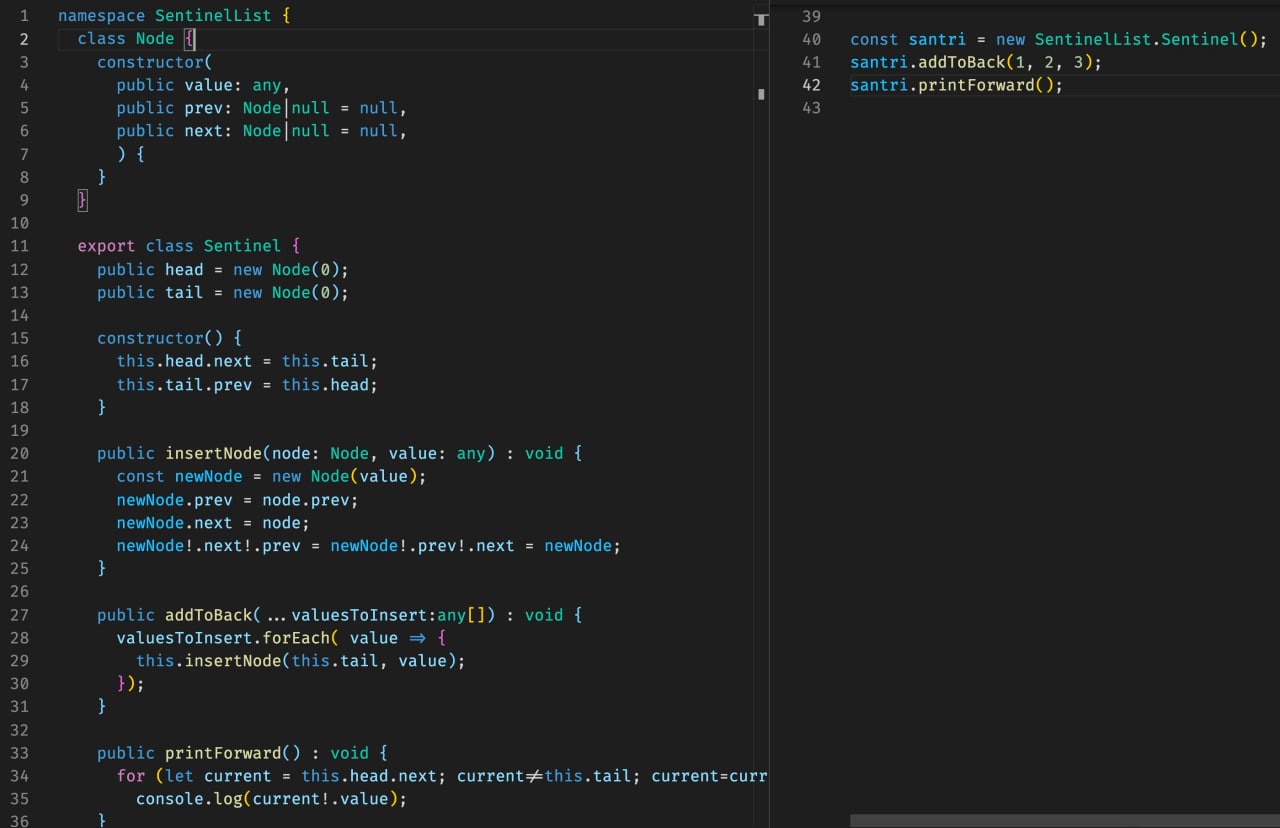 1 namespace SentinelList {
2 class Node {
3 constructor(
4 public value: any,
5 public prev: Node|null = null,
6 public next: Node|null = null,
7 ) {
8 }
9 }
10
11 export class Sentinel {
12 public head = new Node(0);
13 public tail = new Node(0);
14
15 constructor() {
16 this.head.next = this.tail;
17 this.tail.prev = this.head;
18 }
19
20 public insertNode(node: Node, value: any) : void {
21 const newNode = new Node(value);
22 newNode.prev = node.prev;
23 newNode.next = node;
24 newNode!.next!.prev = newNode!.prev!.next = newNode;
25 }
26
27 public addToBack( ...valuesToInsert:any[]) : void {
28 valuesToInsert.forEach( value => {
29 this.insertNode(this.tail, value);
30 });
31 }
32
33 public printForward() : void {
34 for (let current = this.head.next; current≠this.tail; current=curr
35 console.log(current!.value);
36 }
39
40 const santri = new SentinelList.Sentinel();
41 santri.addToBack(1, 2, 3);
42 santri.printForward();
43